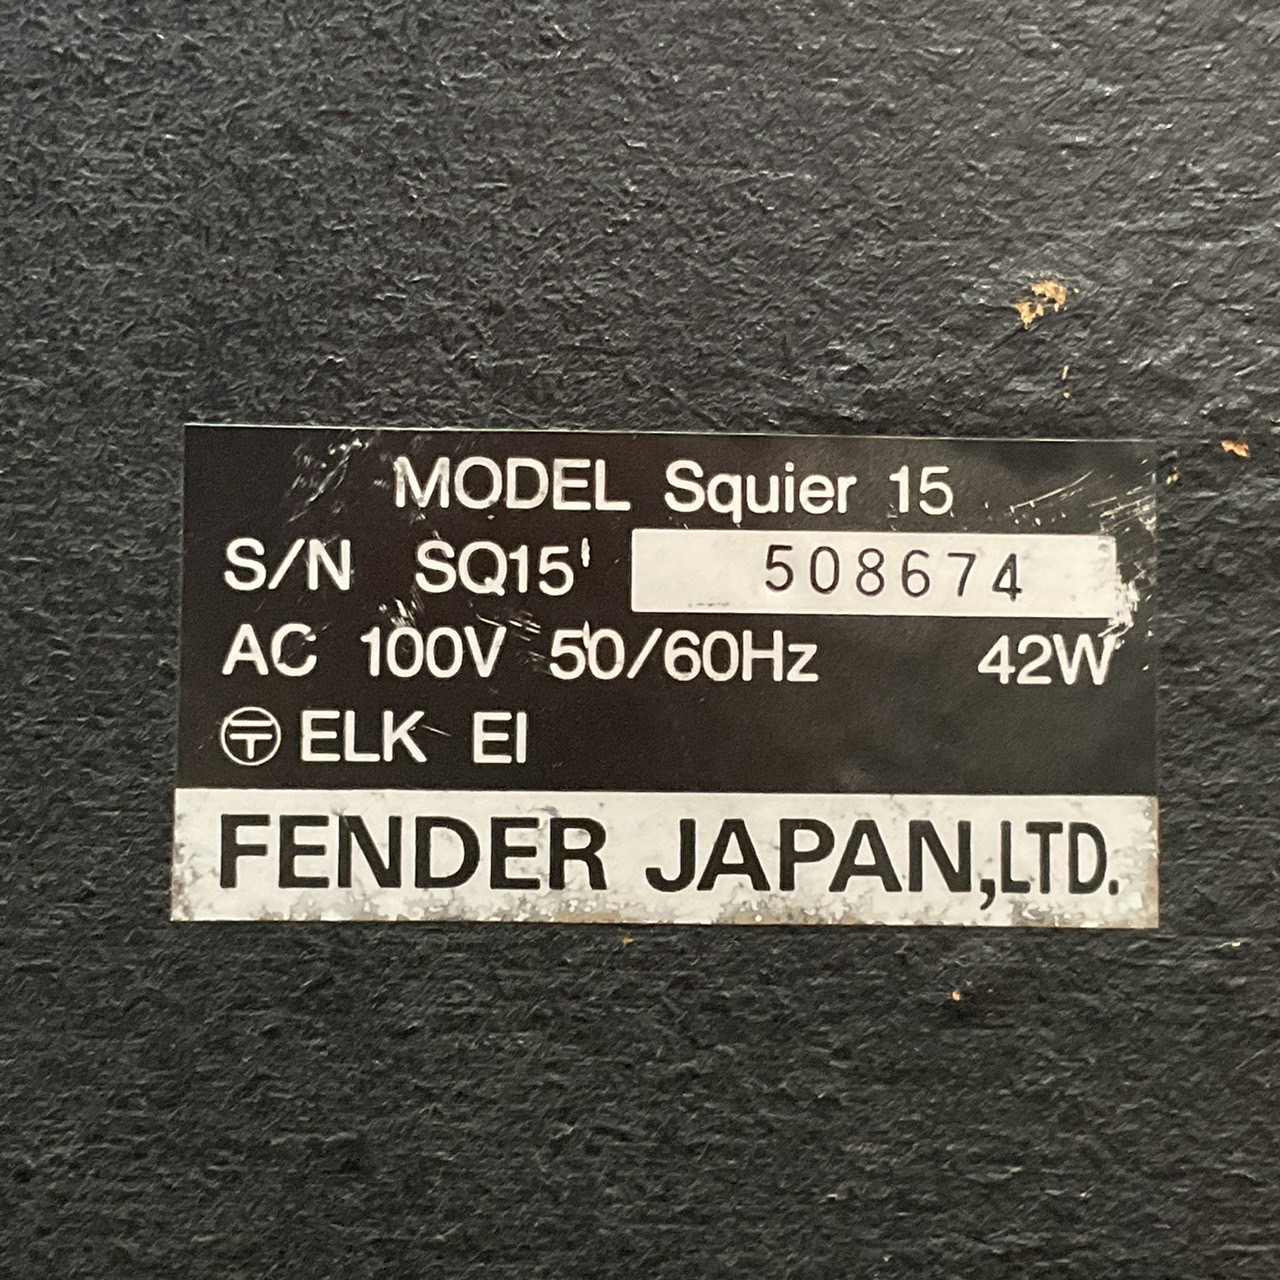 MODEL Squier 15
S/N SQ15' 508674
AC 100V 50/60Hz 42W
〶 ELK EI
FENDER JAPAN,LTD.